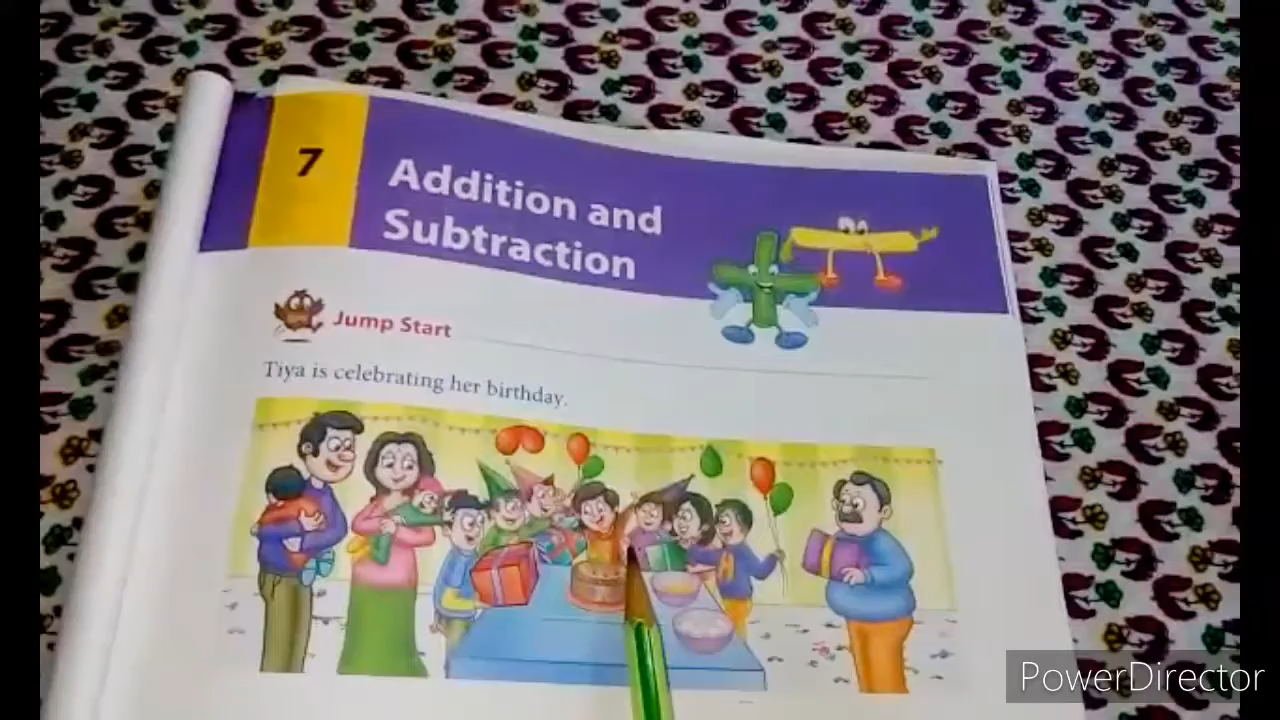 7
Addition and
Subtraction
Jump Start
Tiya is celebrating her birthday.
PowerDirector